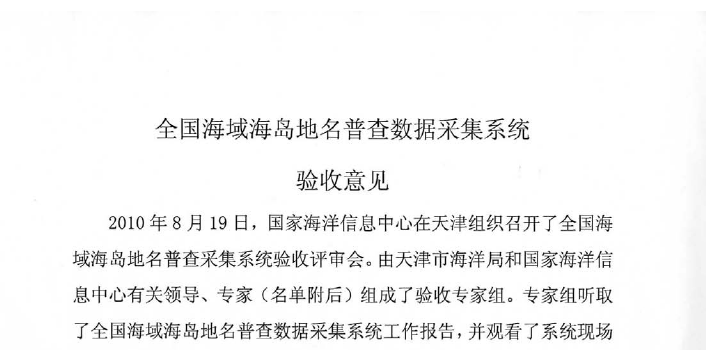 全国海域海岛地名普查数据采集系统
验收意见
2010 年 8 月 19 日，国家海洋信息中心在天津组织召开了全国海
域海岛地名普查采集系统验收评审会。由天津市海洋局和国家海洋信
息中心有关领导、专家（名单附后）组成了验收专家组。专家组听取
了全国海域海岛地名普查数据采集系统工作报告，并观看了系统现场